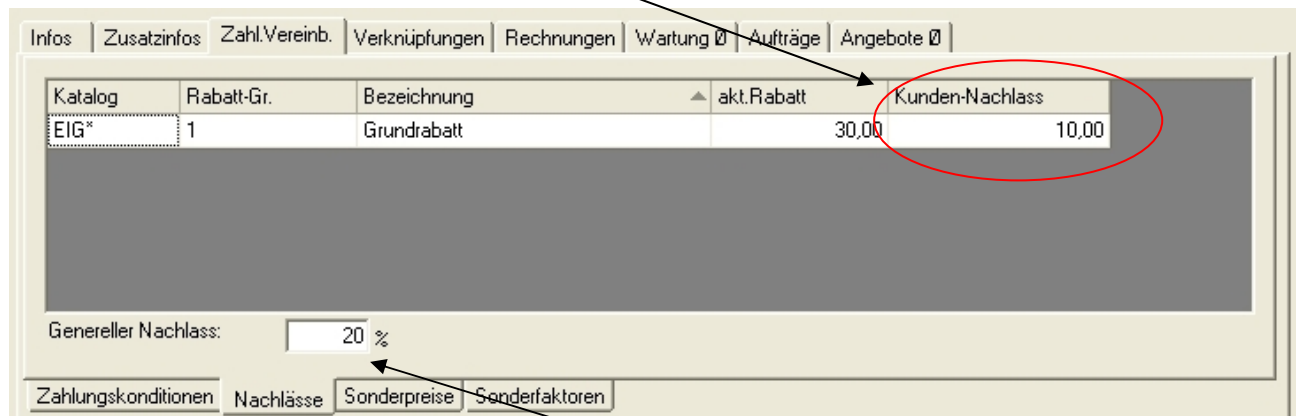 Infos Zusatzinfos Zahl.Vereinb. Verknüpfungen Rechnungen Wartung Ø Aufträge Angebote Ø
Katalog Rabatt-Gr. Bezeichnung akt.Rabatt Kunden-Nachlass
EIG* 1 Grundrabatt 30,00 10,00
Genereller Nachlass: 20 %
Zahlungskonditionen Nachlässe Sonderpreise Sonderfaktoren